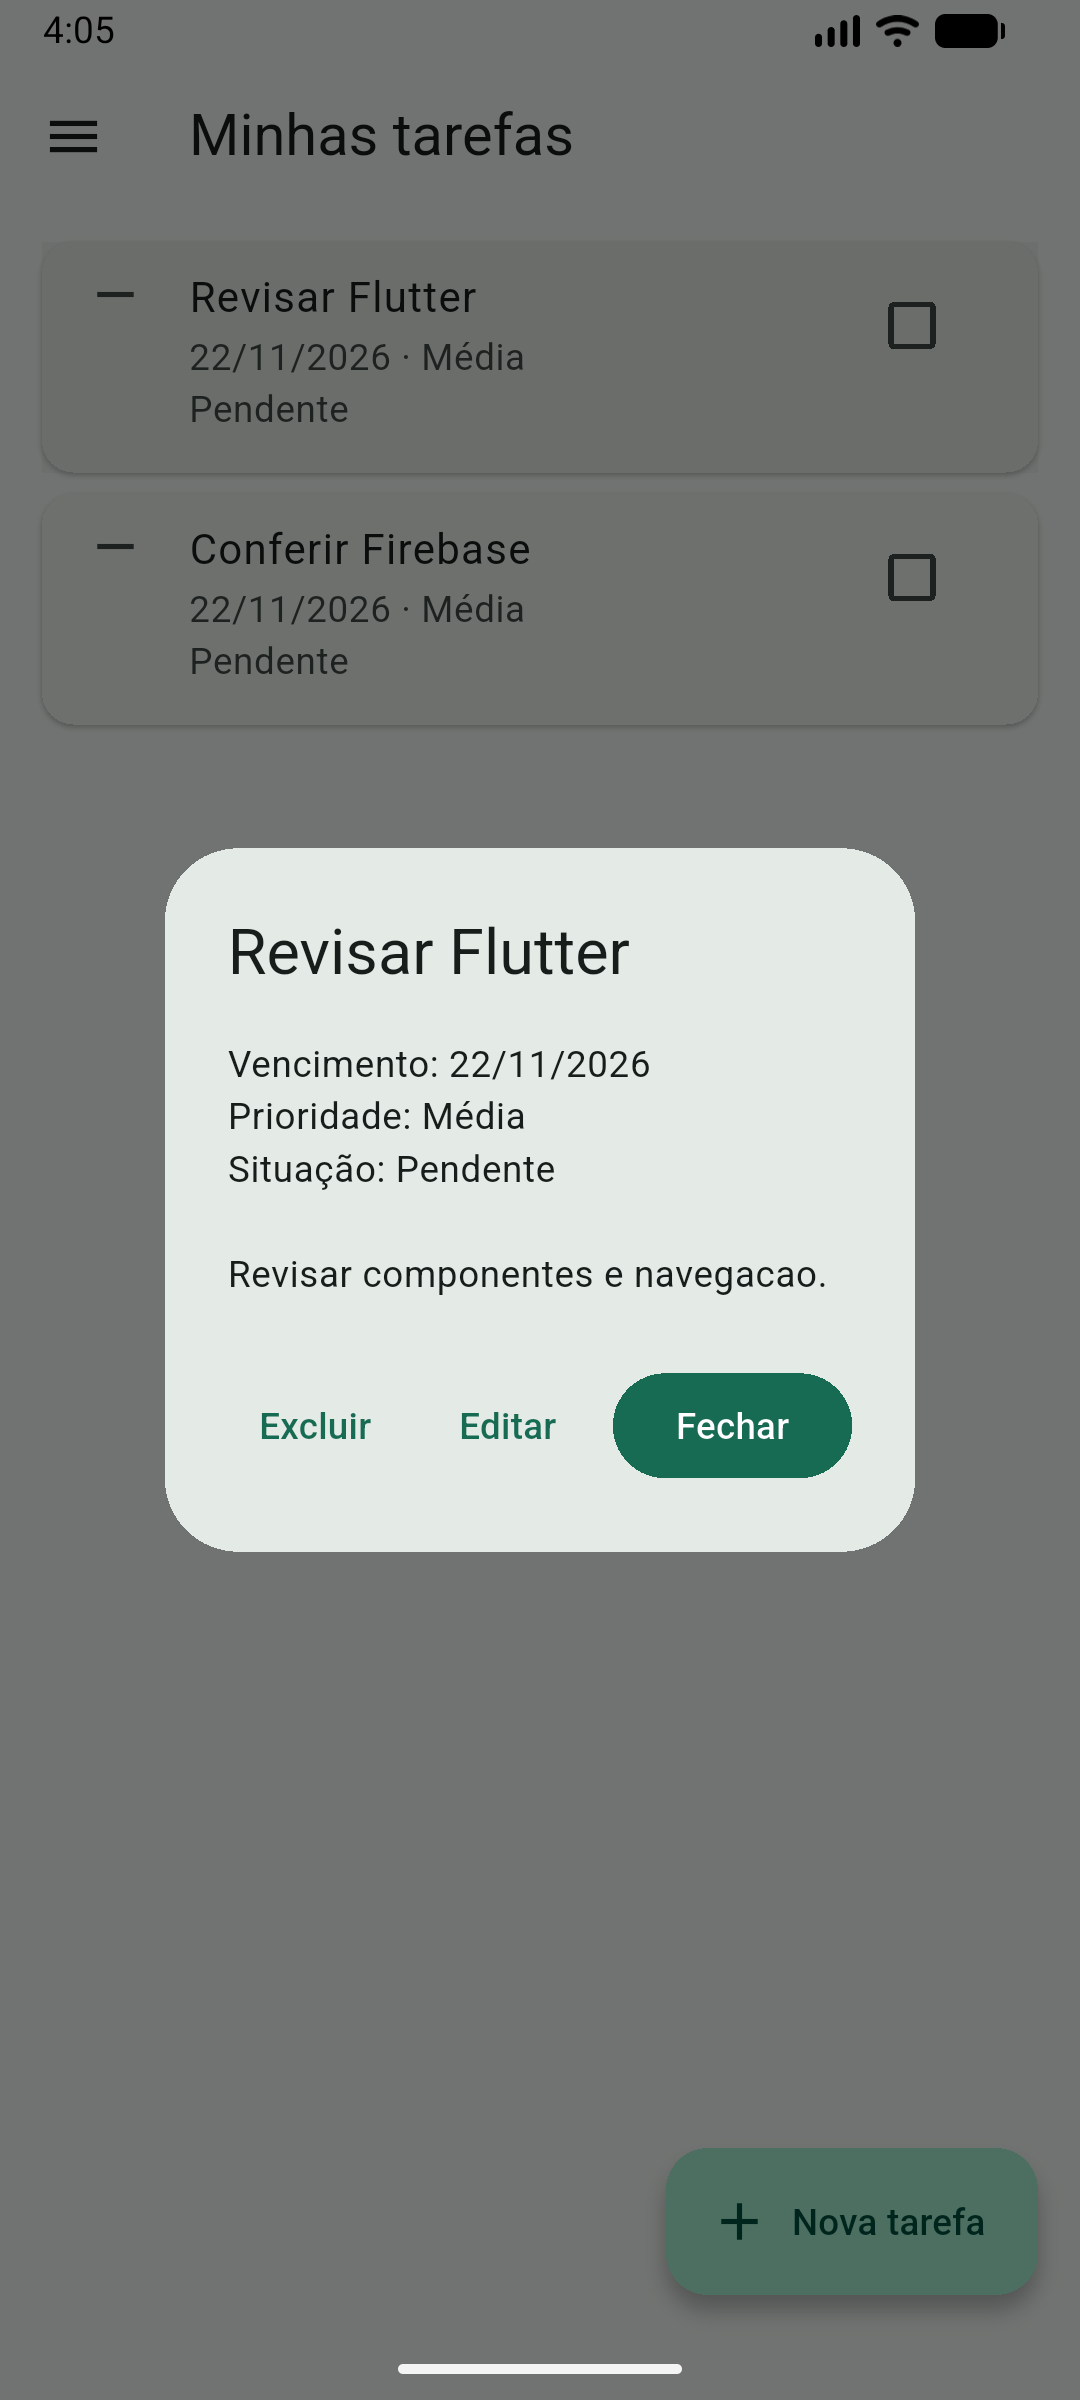 4:05
Minhas tarefas
Revisar Flutter
22/11/2026 · Média
Pendente
Conferir Firebase
22/11/2026 · Média
Pendente
Revisar Flutter
Vencimento: 22/11/2026
Prioridade: Média
Situação: Pendente
Revisar componentes e navegacao.
Excluir Editar Fechar
Nova tarefa